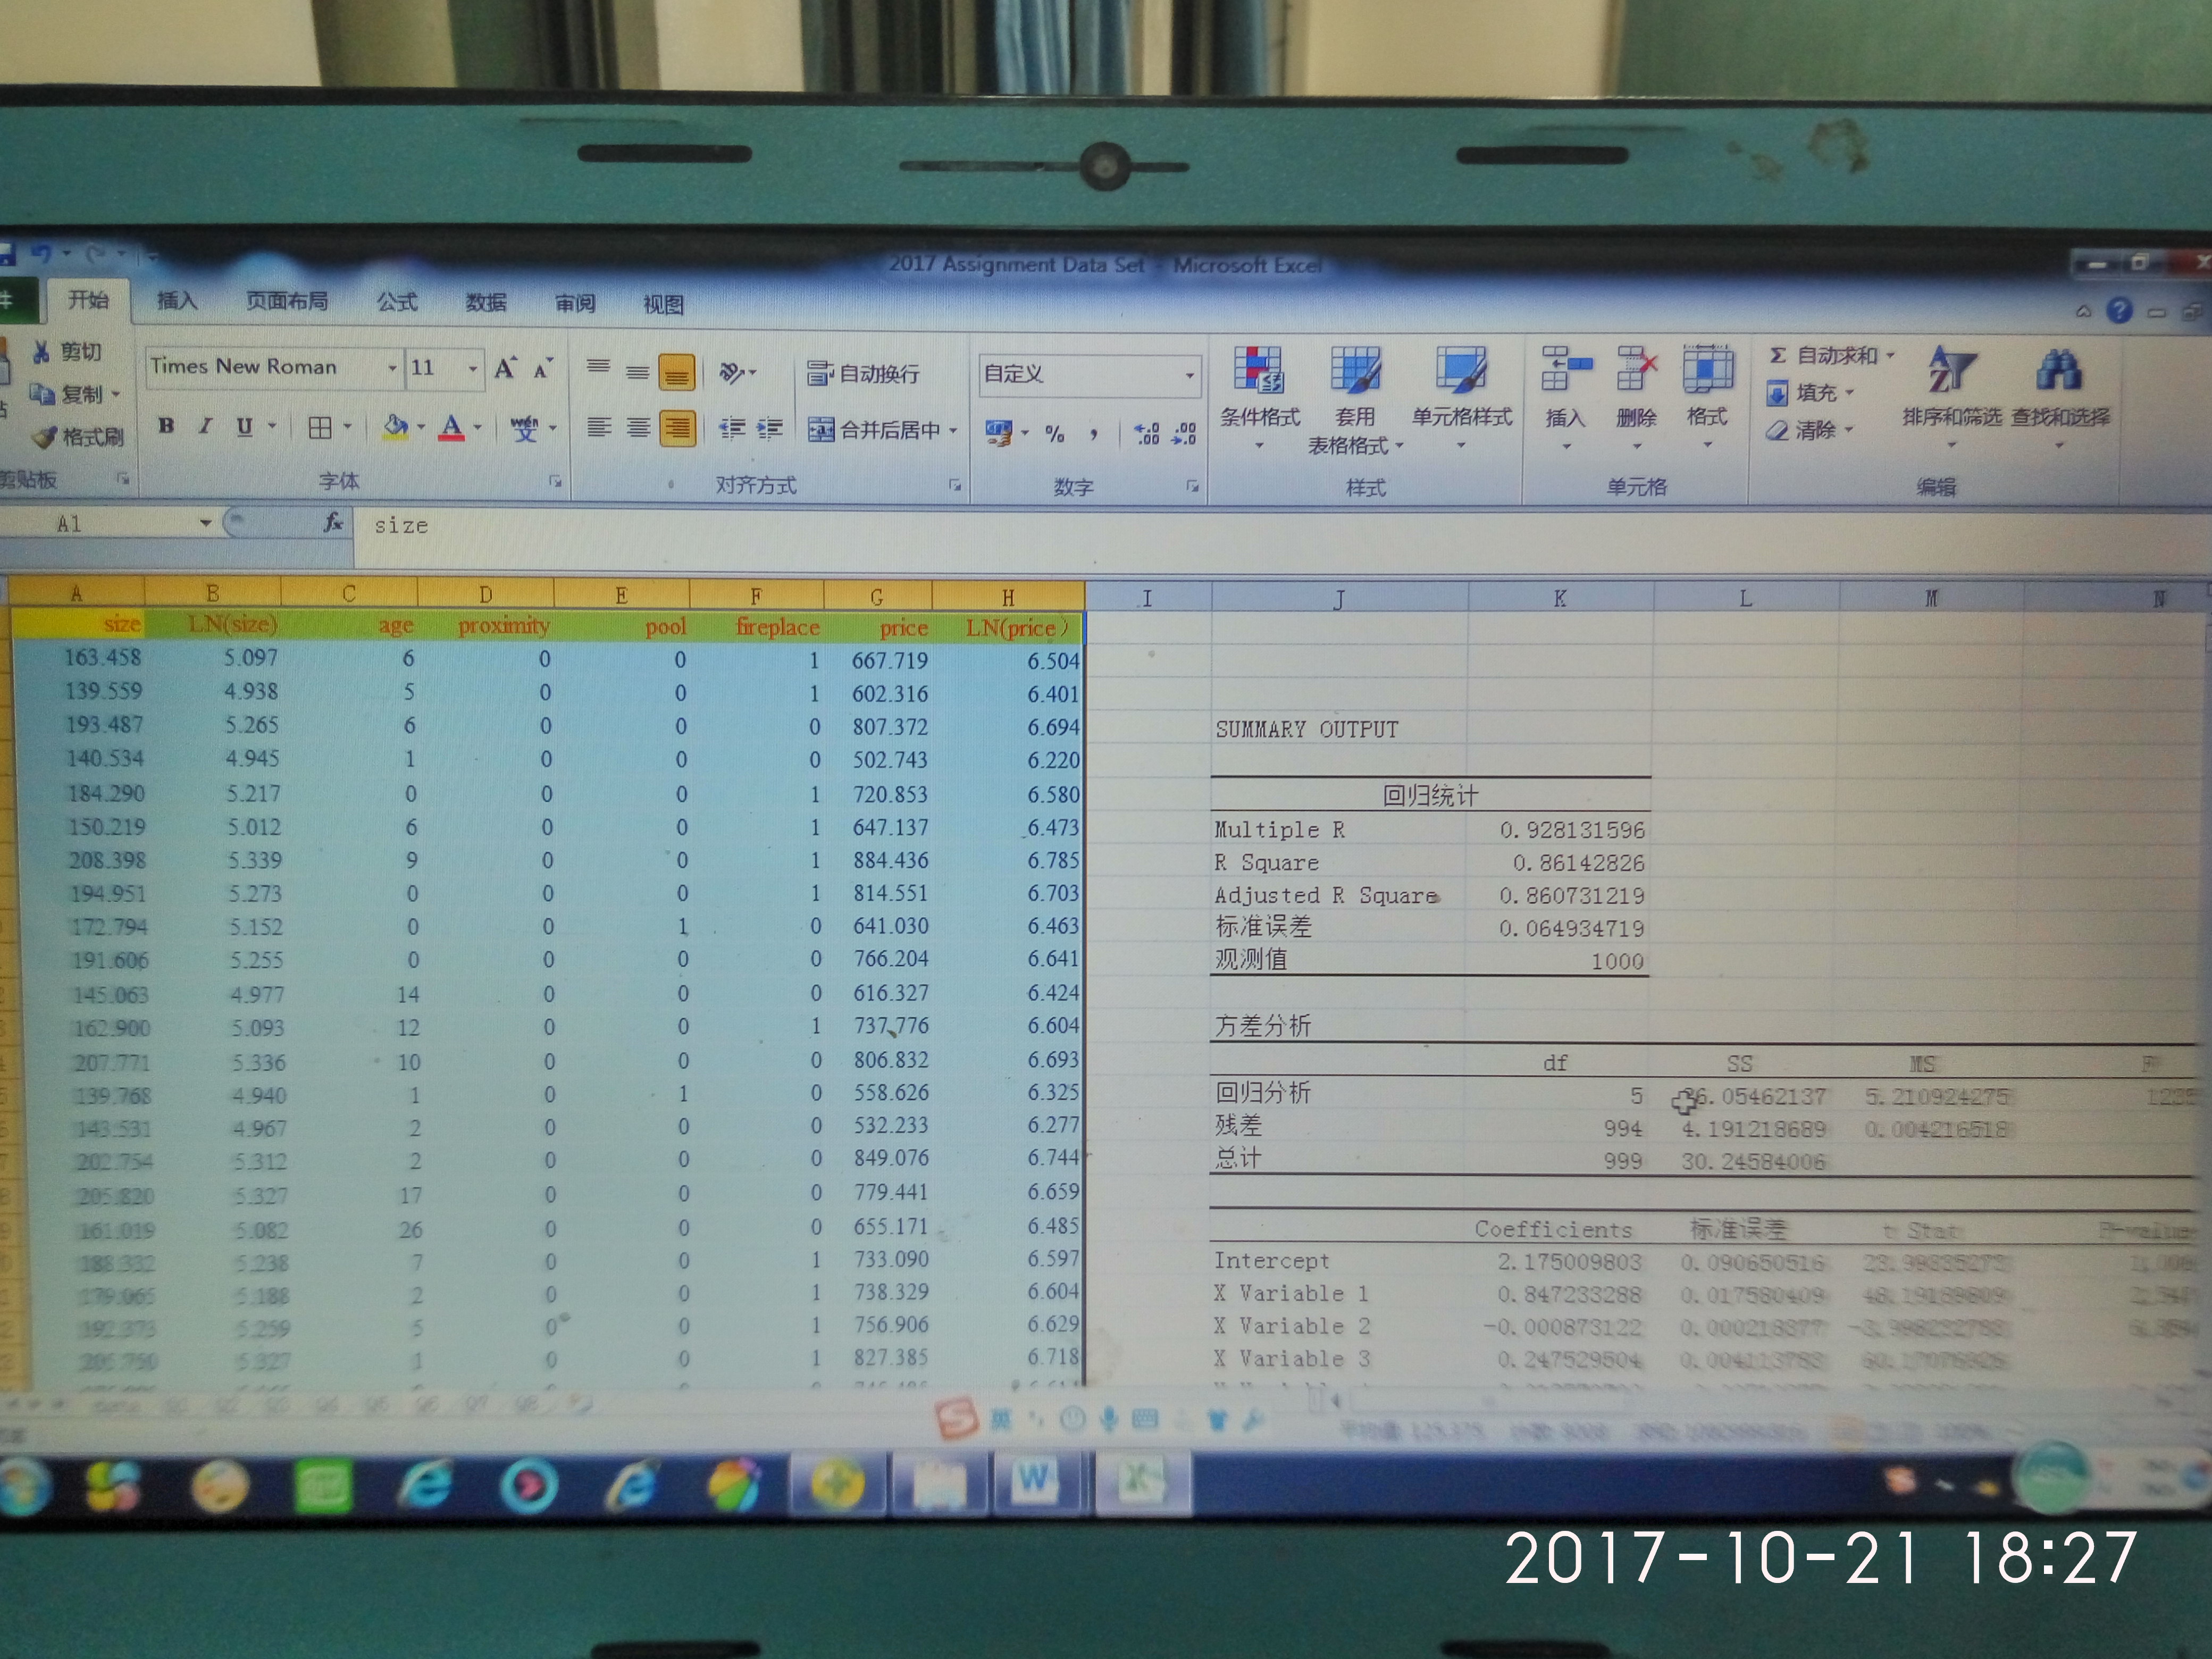 2017 Assignment Data Set - Microsoft Excel
开始 插入 页面布局 公式 数据 审阅 视图
剪切
复制
格式刷
剪贴板
Times New Roman 11
B I U
字体
自动换行
合并后居中
对齐方式
自定义
% ,
数字
条件格式 套用 表格格式 单元格样式
样式
插入 删除 格式
单元格
Σ 自动求和
填充
清除
排序和筛选 查找和选择
编辑
A1 fx size
A B C D E F G H I J K L M N
size LN(size) age proximity pool fireplace price LN(price)
163.458 5.097 6 0 0 1 667.719 6.504
139.559 4.938 5 0 0 1 602.316 6.401
193.487 5.265 6 0 0 0 807.372 6.694 SUMMARY OUTPUT
140.534 4.945 1 0 0 0 502.743 6.220
184.290 5.217 0 0 0 1 720.853 6.580 回归统计
150.219 5.012 6 0 0 1 647.137 6.473 Multiple R 0.928131596
208.398 5.339 9 0 0 1 884.436 6.785 R Square 0.86142826
194.951 5.273 0 0 0 1 814.551 6.703 Adjusted R Square 0.860731219
172.794 5.152 0 0 1 0 641.030 6.463 标准误差 0.064934719
191.606 5.255 0 0 0 0 766.204 6.641 观测值 1000
145.063 4.977 14 0 0 0 616.327 6.424
162.900 5.093 12 0 0 1 737.776 6.604 方差分析
207.771 5.336 10 0 0 0 806.832 6.693 df SS MS
139.768 4.940 1 0 1 0 558.626 6.325 回归分析 5 26.05462137 5.210924275
143.531 4.967 2 0 0 0 532.233 6.277 残差 994 4.191218689 0.004216518
202.754 5.312 2 0 0 0 849.076 6.744 总计 999 30.24584006
205.820 5.327 17 0 0 0 779.441 6.659
161.019 5.082 26 0 0 0 655.171 6.485 Coefficients 标准误差 t Stat P-value
188.332 5.238 7 0 0 1 733.090 6.597 Intercept 2.175009803 0.090650516
179.065 5.188 2 0 0 1 738.329 6.604 X Variable 1 0.847233288 0.017580409
192.373 5.259 5 0 0 1 756.906 6.629 X Variable 2 -0.000873122 0.000218377
205.750 5.327 1 0 0 1 827.385 6.718 X Variable 3 0.247529504 0.004113783
英
2017-10-21 18:27